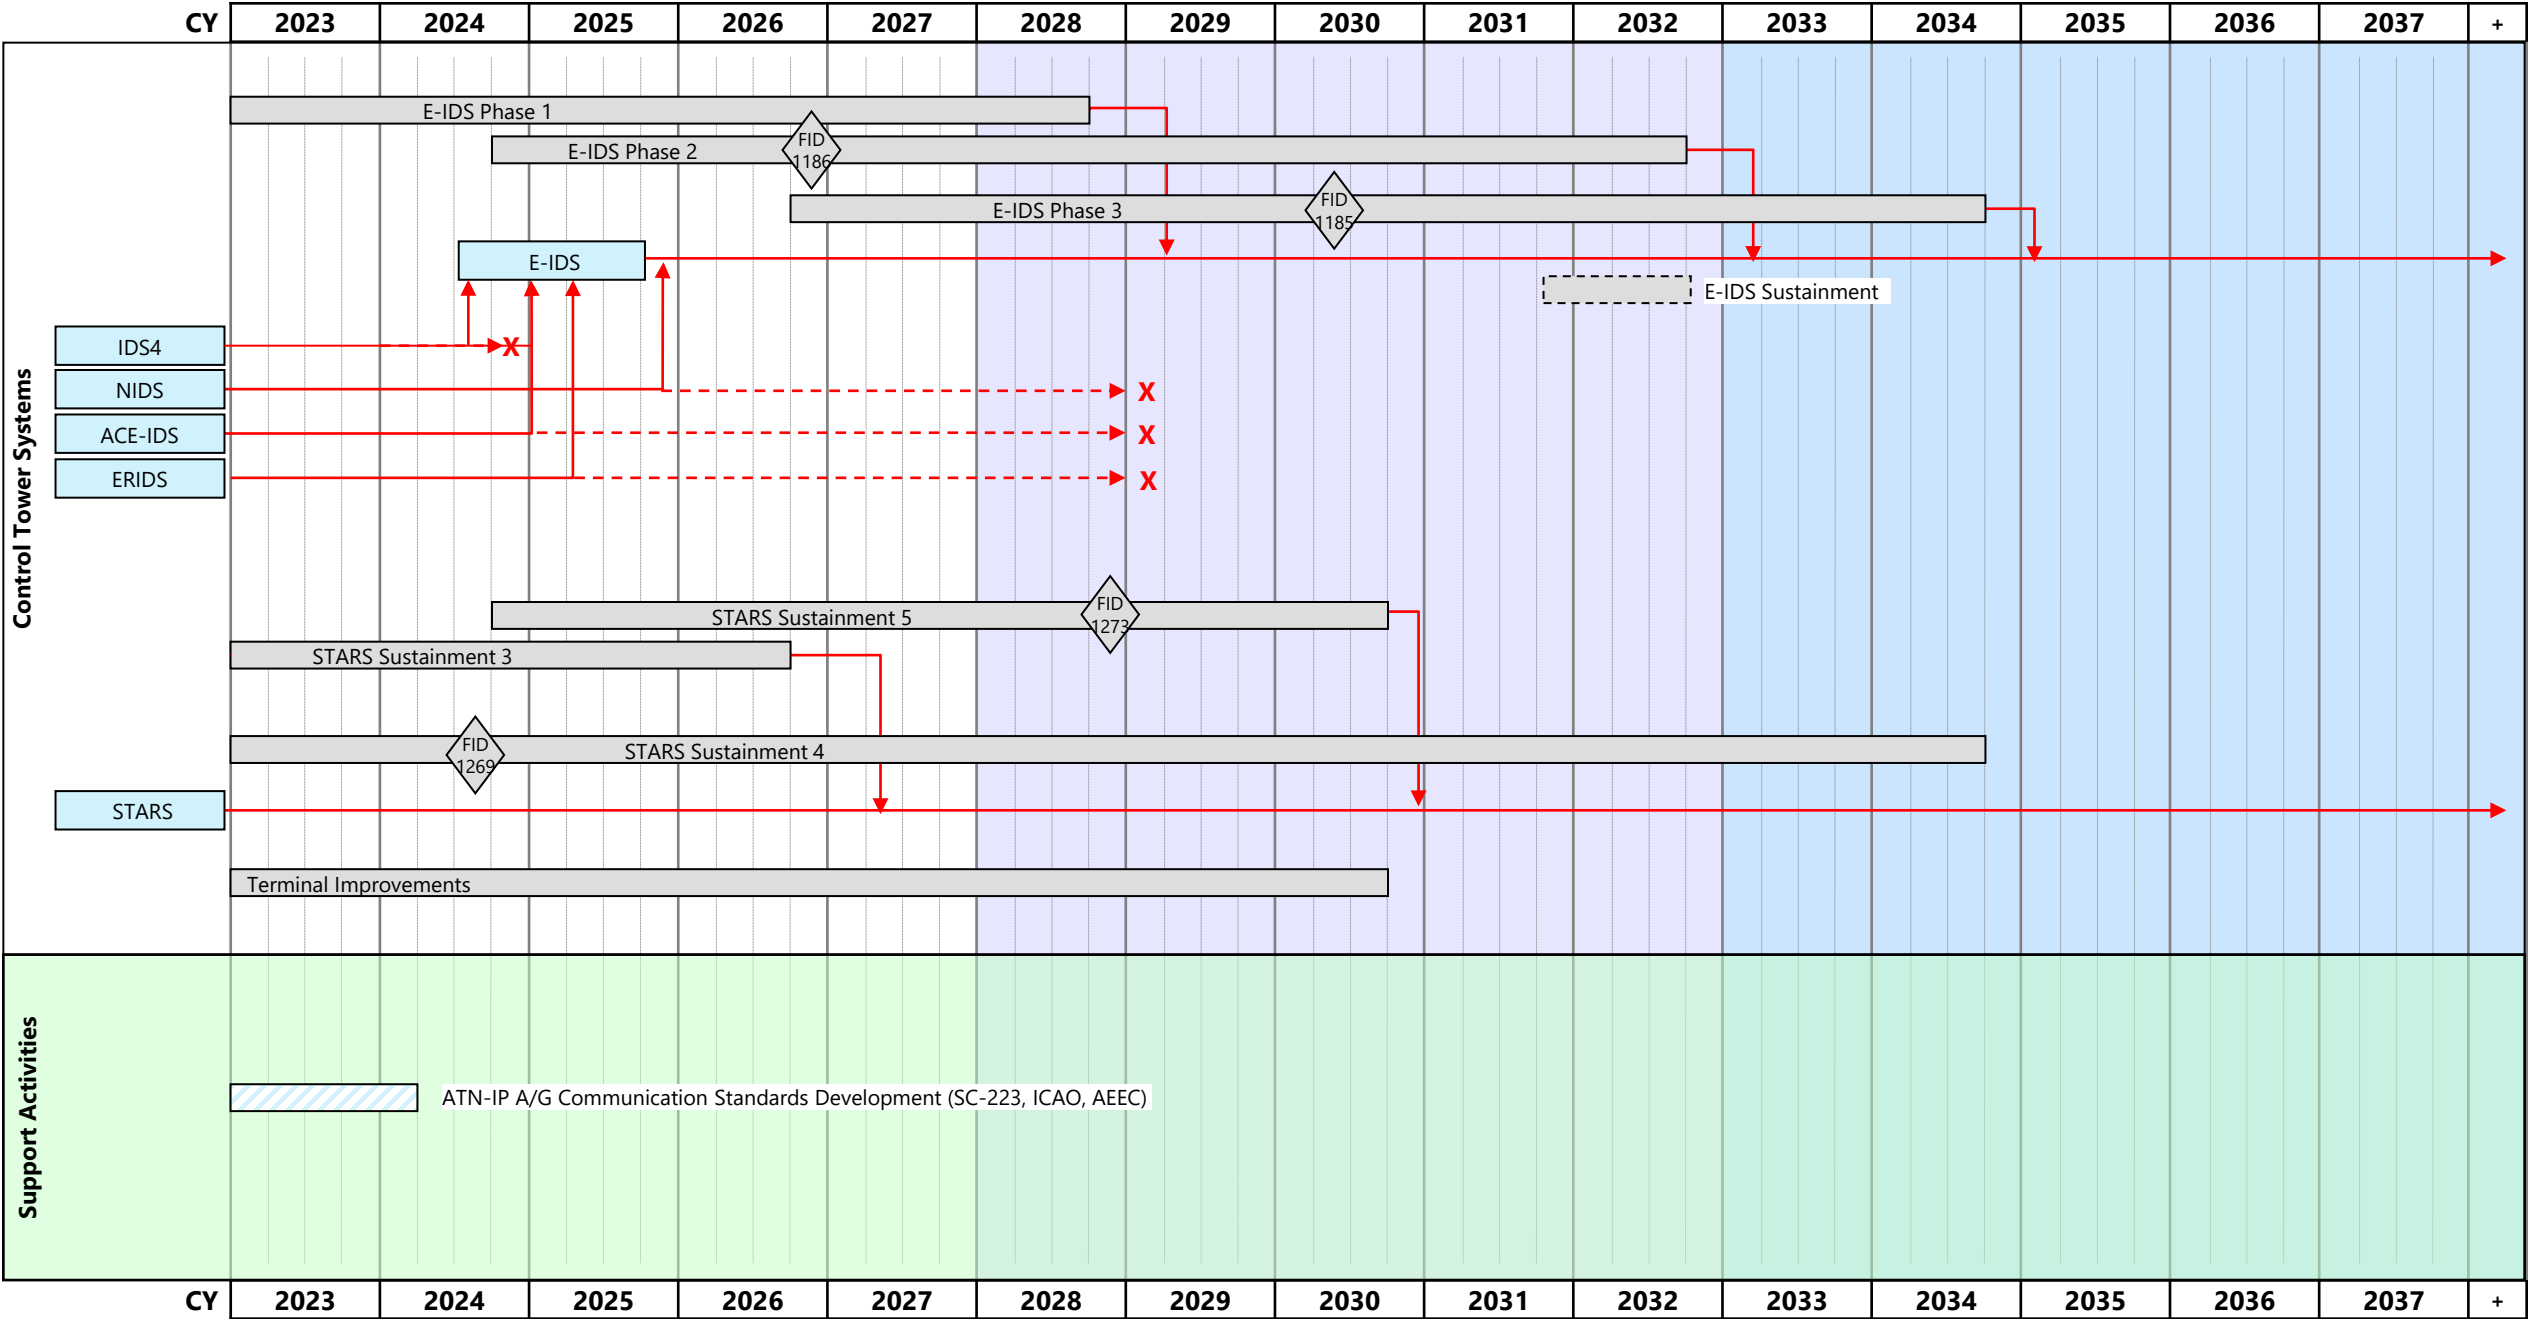 CY 2023 2024 2025 2026 2027 2028 2029 2030 2031 2032 2033 2034 2035 2036 2037 +
Control Tower Systems
E-IDS Phase 1
FID
1186
E-IDS Phase 2
FID
1185
E-IDS Phase 3
E-IDS
E-IDS Sustainment
IDS4
X
NIDS
X
ACE-IDS
X
ERIDS
X
FID
1273
STARS Sustainment 5
STARS Sustainment 3
FID
1269
STARS Sustainment 4
STARS
Terminal Improvements
Support Activities
ATN-IP A/G Communication Standards Development (SC-223, ICAO, AEEC)
CY 2023 2024 2025 2026 2027 2028 2029 2030 2031 2032 2033 2034 2035 2036 2037 +